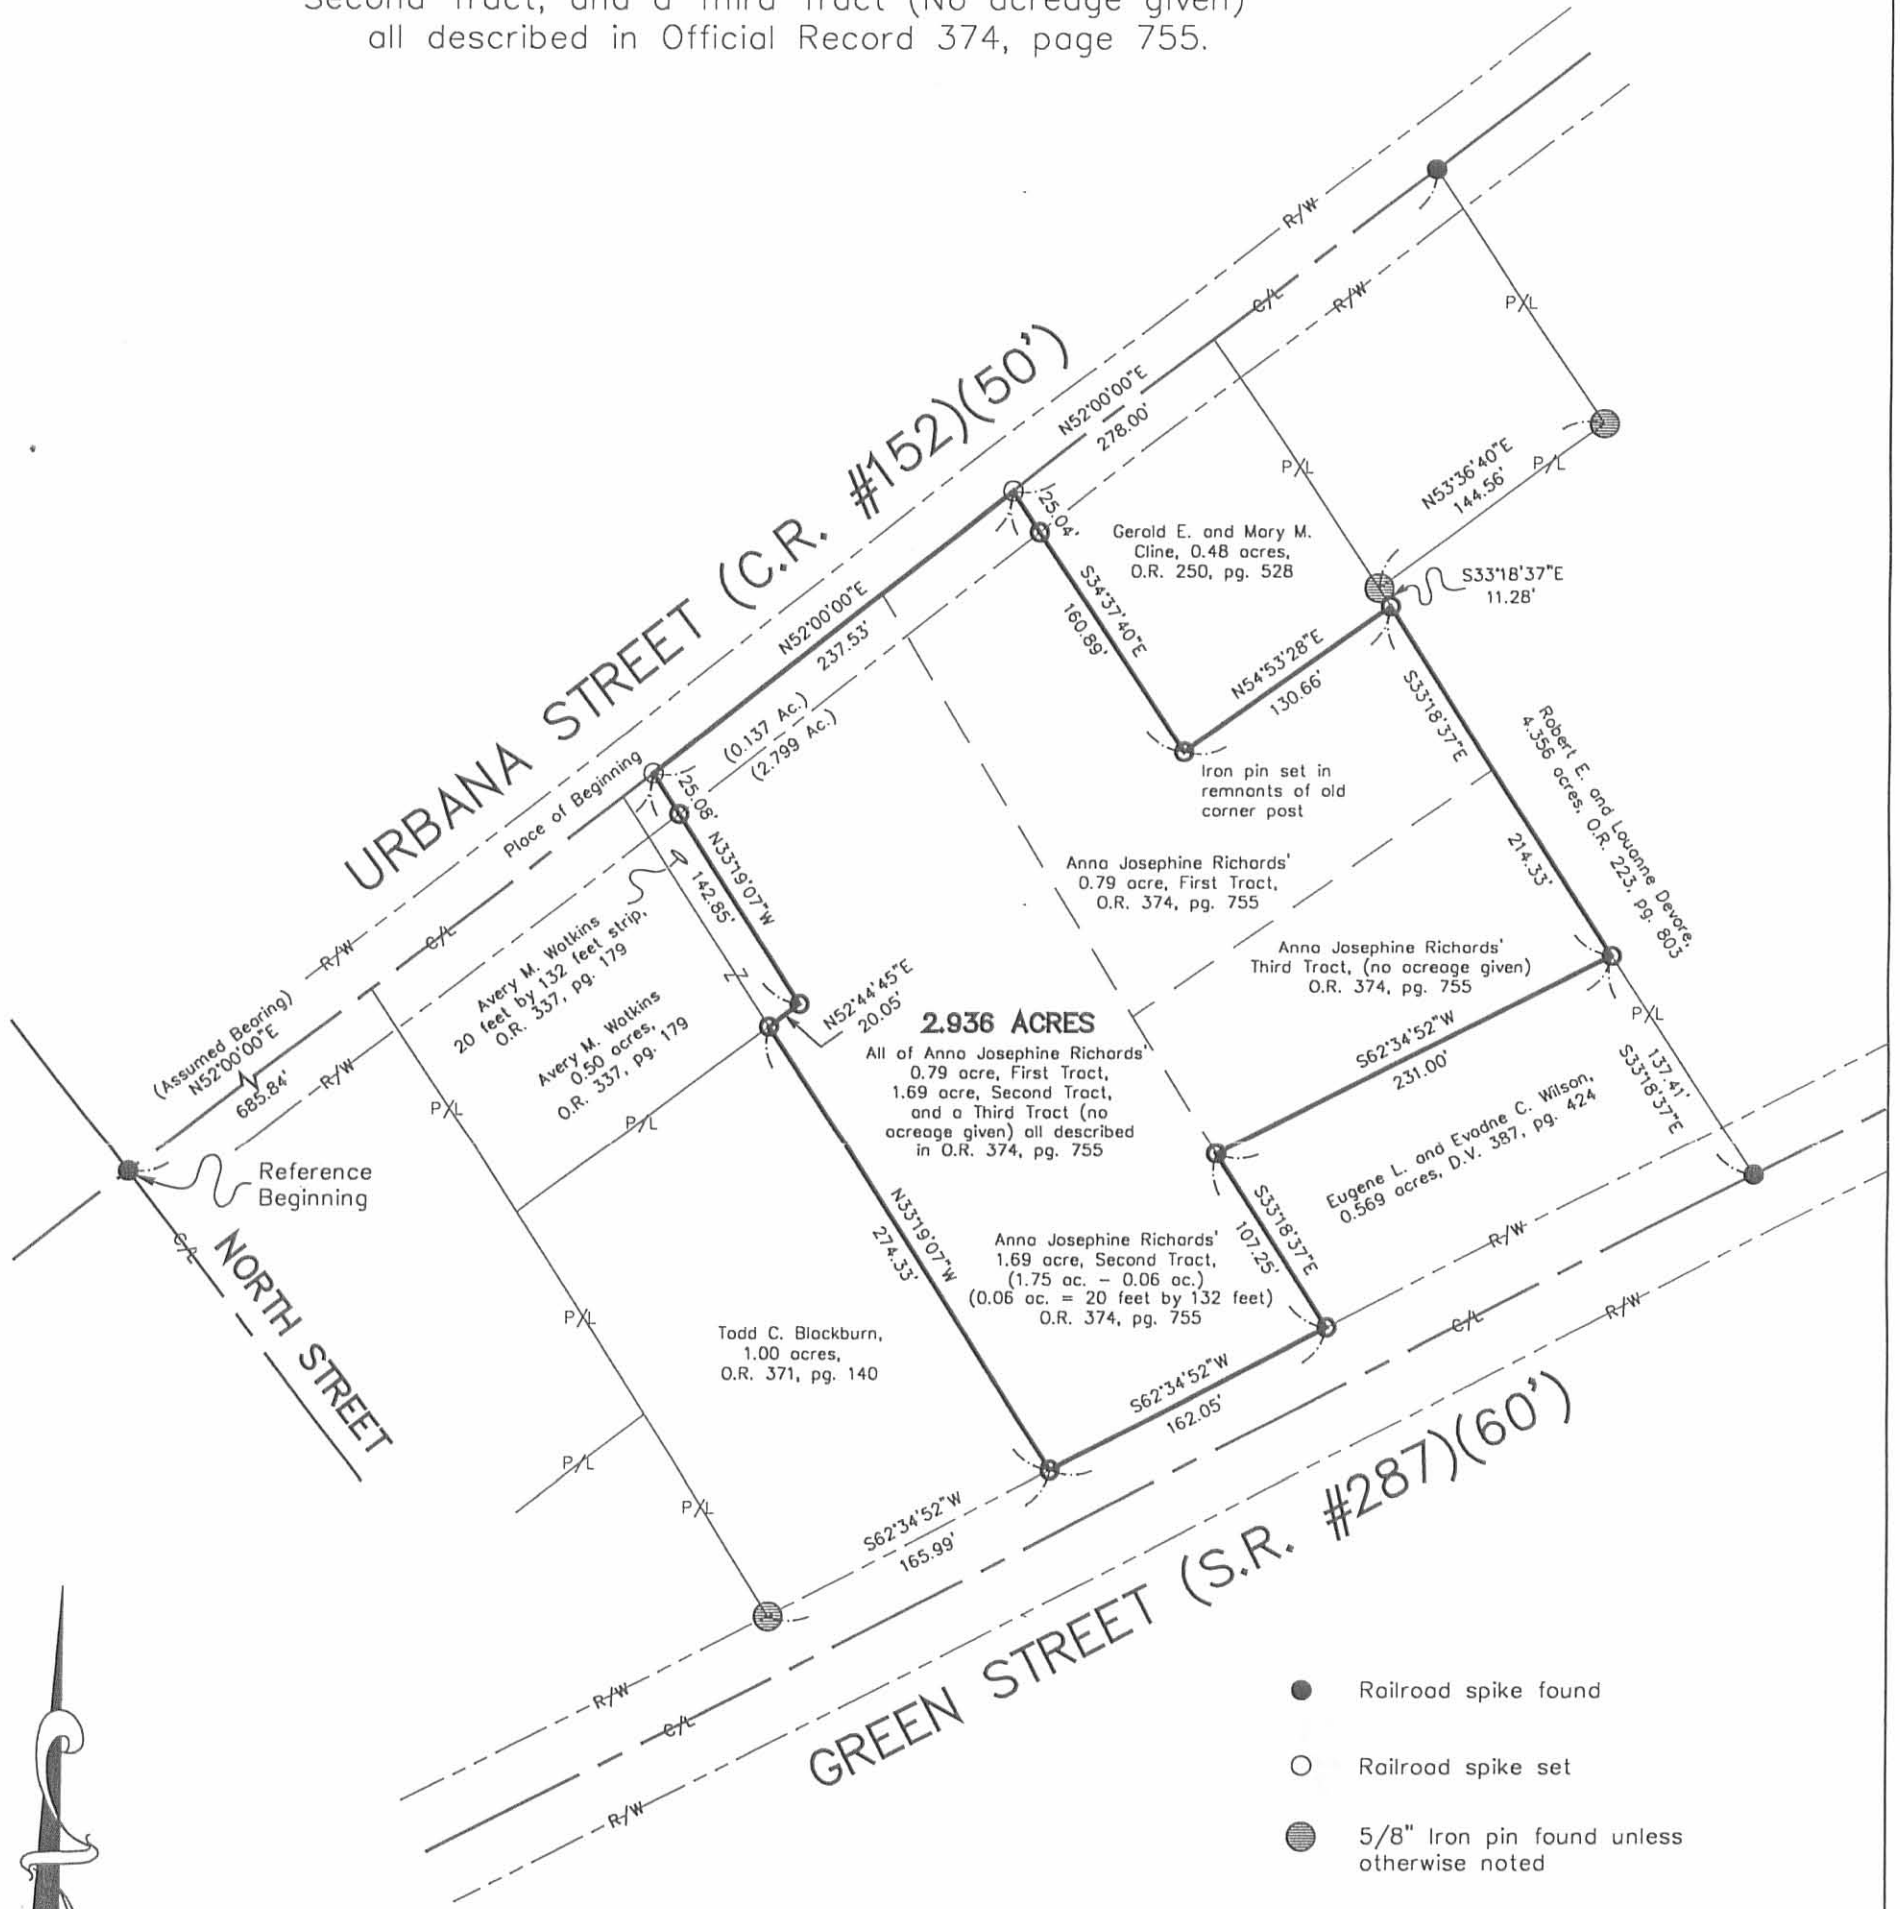 Second Tract, and a Third Tract (No acreage given)
all described in Official Record 374, page 755.
R/W
C/L
R/W
P/L
URBANA STREET (C.R. #152)(50')
N52°00'00"E
278.00'
P/L
N53°36'40"E
144.56'
P/L
25.04'
Gerald E. and Mary M.
Cline, 0.48 acres,
O.R. 250, pg. 528
S33°18'37"E
11.28'
S34°37'40"E
160.89'
N52°00'00"E
237.53'
N54°53'28"E
130.66'
S33°18'37"E
214.33'
Robert E. and Louanne Devore,
4.356 acres, O.R. 223, pg. 803
(0.137 Ac.)
(2.799 Ac.)
Place of Beginning
25.08'
Iron pin set in
remnants of old
corner post
N33°19'07"W
142.85'
Anna Josephine Richards'
0.79 acre, First Tract,
O.R. 374, pg. 755
R/W
C/L
Avery M. Watkins
20 feet by 132 feet strip,
O.R. 337, pg. 179
Avery M. Watkins
0.50 acres,
O.R. 337, pg. 179
N52°44'45"E
20.05'
Anna Josephine Richards'
Third Tract, (no acreage given)
O.R. 374, pg. 755
(Assumed Bearing)
N52°00'00"E
685.84'
R/W
P/L
P/L
2.936 ACRES
All of Anna Josephine Richards'
0.79 acre, First Tract,
1.69 acre, Second Tract,
and a Third Tract (no
acreage given) all described
in O.R. 374, pg. 755
S62°34'52"W
231.00'
P/L
137.41'
S33°18'37"E
Eugene L. and Evadne C. Wilson,
0.569 acres, D.V. 387, pg. 424
Reference
Beginning
C/L
NORTH STREET
N33°19'07"W
274.33'
S33°18'37"E
107.25'
Anna Josephine Richards'
1.69 acre, Second Tract,
(1.75 ac. - 0.06 ac.)
(0.06 ac. = 20 feet by 132 feet)
O.R. 374, pg. 755
R/W
C/L
R/W
P/L
Todd C. Blackburn,
1.00 acres,
O.R. 371, pg. 140
S62°34'52"W
162.05'
P/L
P/L
S62°34'52"W
165.99'
GREEN STREET (S.R. #287)(60')
R/W
C/L
R/W
Railroad spike found
Railroad spike set
5/8" Iron pin found unless
otherwise noted